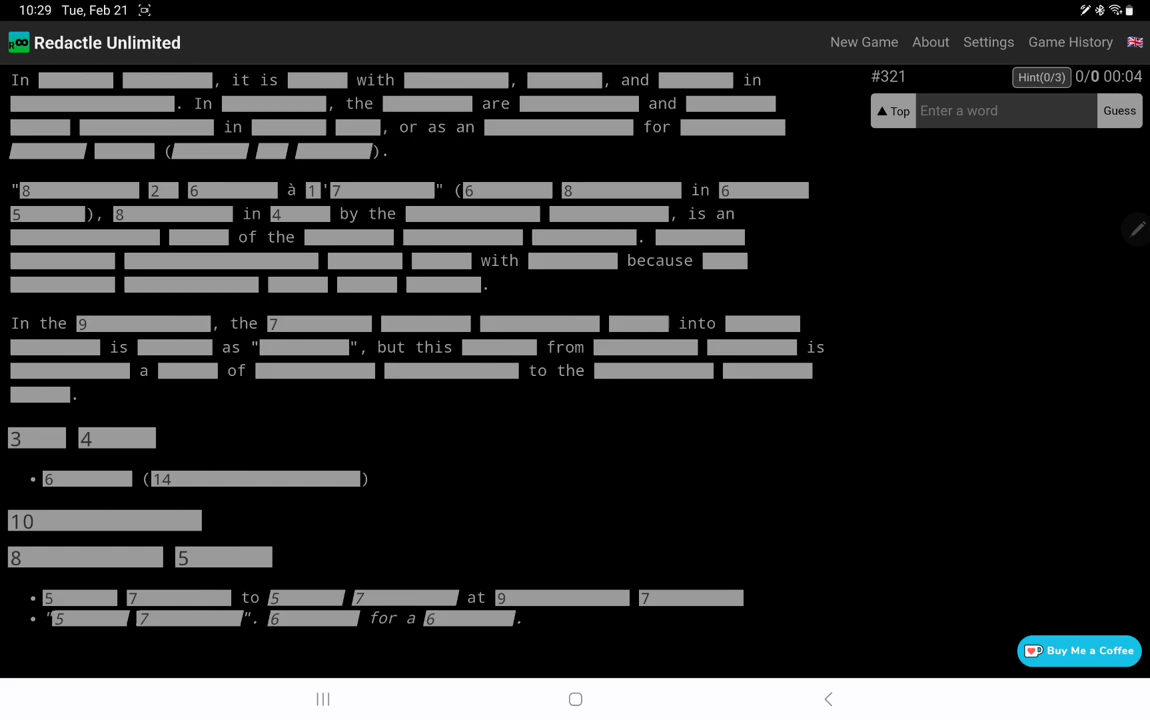 10:29 Tue, Feb 21
Redactle Unlimited
New Game About Settings Game History
In , it is with , , and in
#321 Hint(0/3) 0/0 00:04
. In , the are and
▲ Top Enter a word Guess
in , or as an for
( ).
"8 2 6 à 1'7" (6 8 in 6
5), 8 in 4 by the , is an
of the .
with because
.
In the 9, the 7 into
is as " ", but this from is
a of to the
.
3 4
• 6 (14)
10
8 5
• 5 7 to 5 7 at 9 7
• "5 7". 6 for a 6.
Buy Me a Coffee